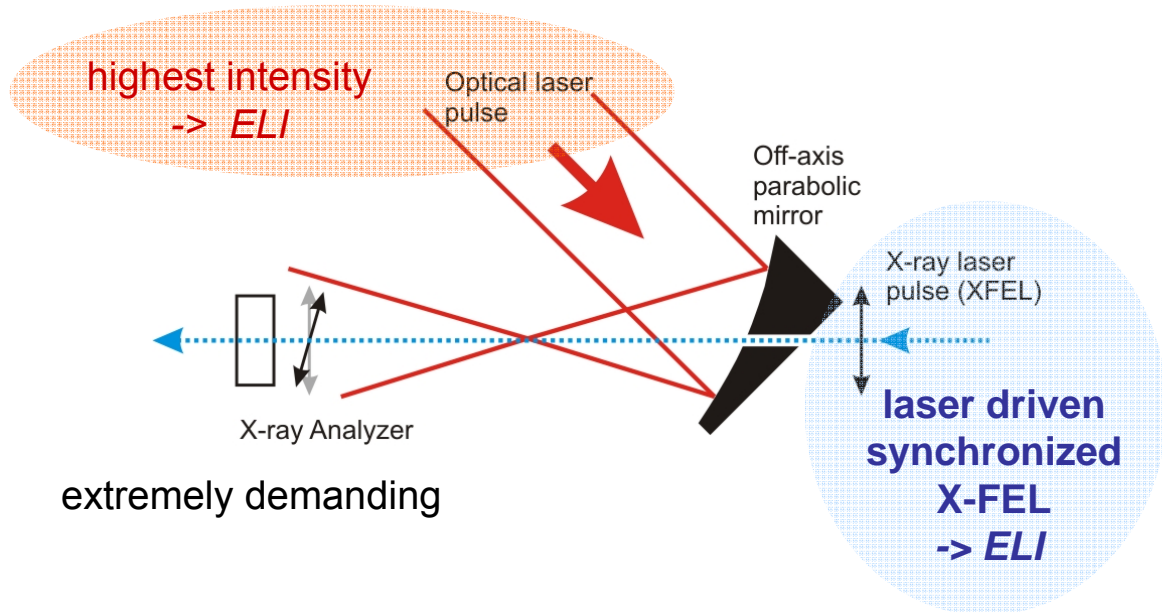 highest intensity
-> ELI
Optical laser
pulse
Off-axis
parabolic
mirror
X-ray laser
pulse (XFEL)
X-ray Analyzer
laser driven
synchronized
X-FEL
-> ELI
extremely demanding